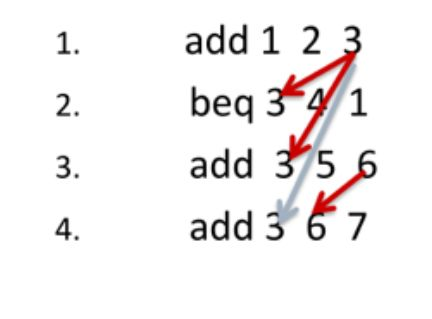 1. add 1 2 3
2. beq 3 4 1
3. add 3 5 6
4. add 3 6 7